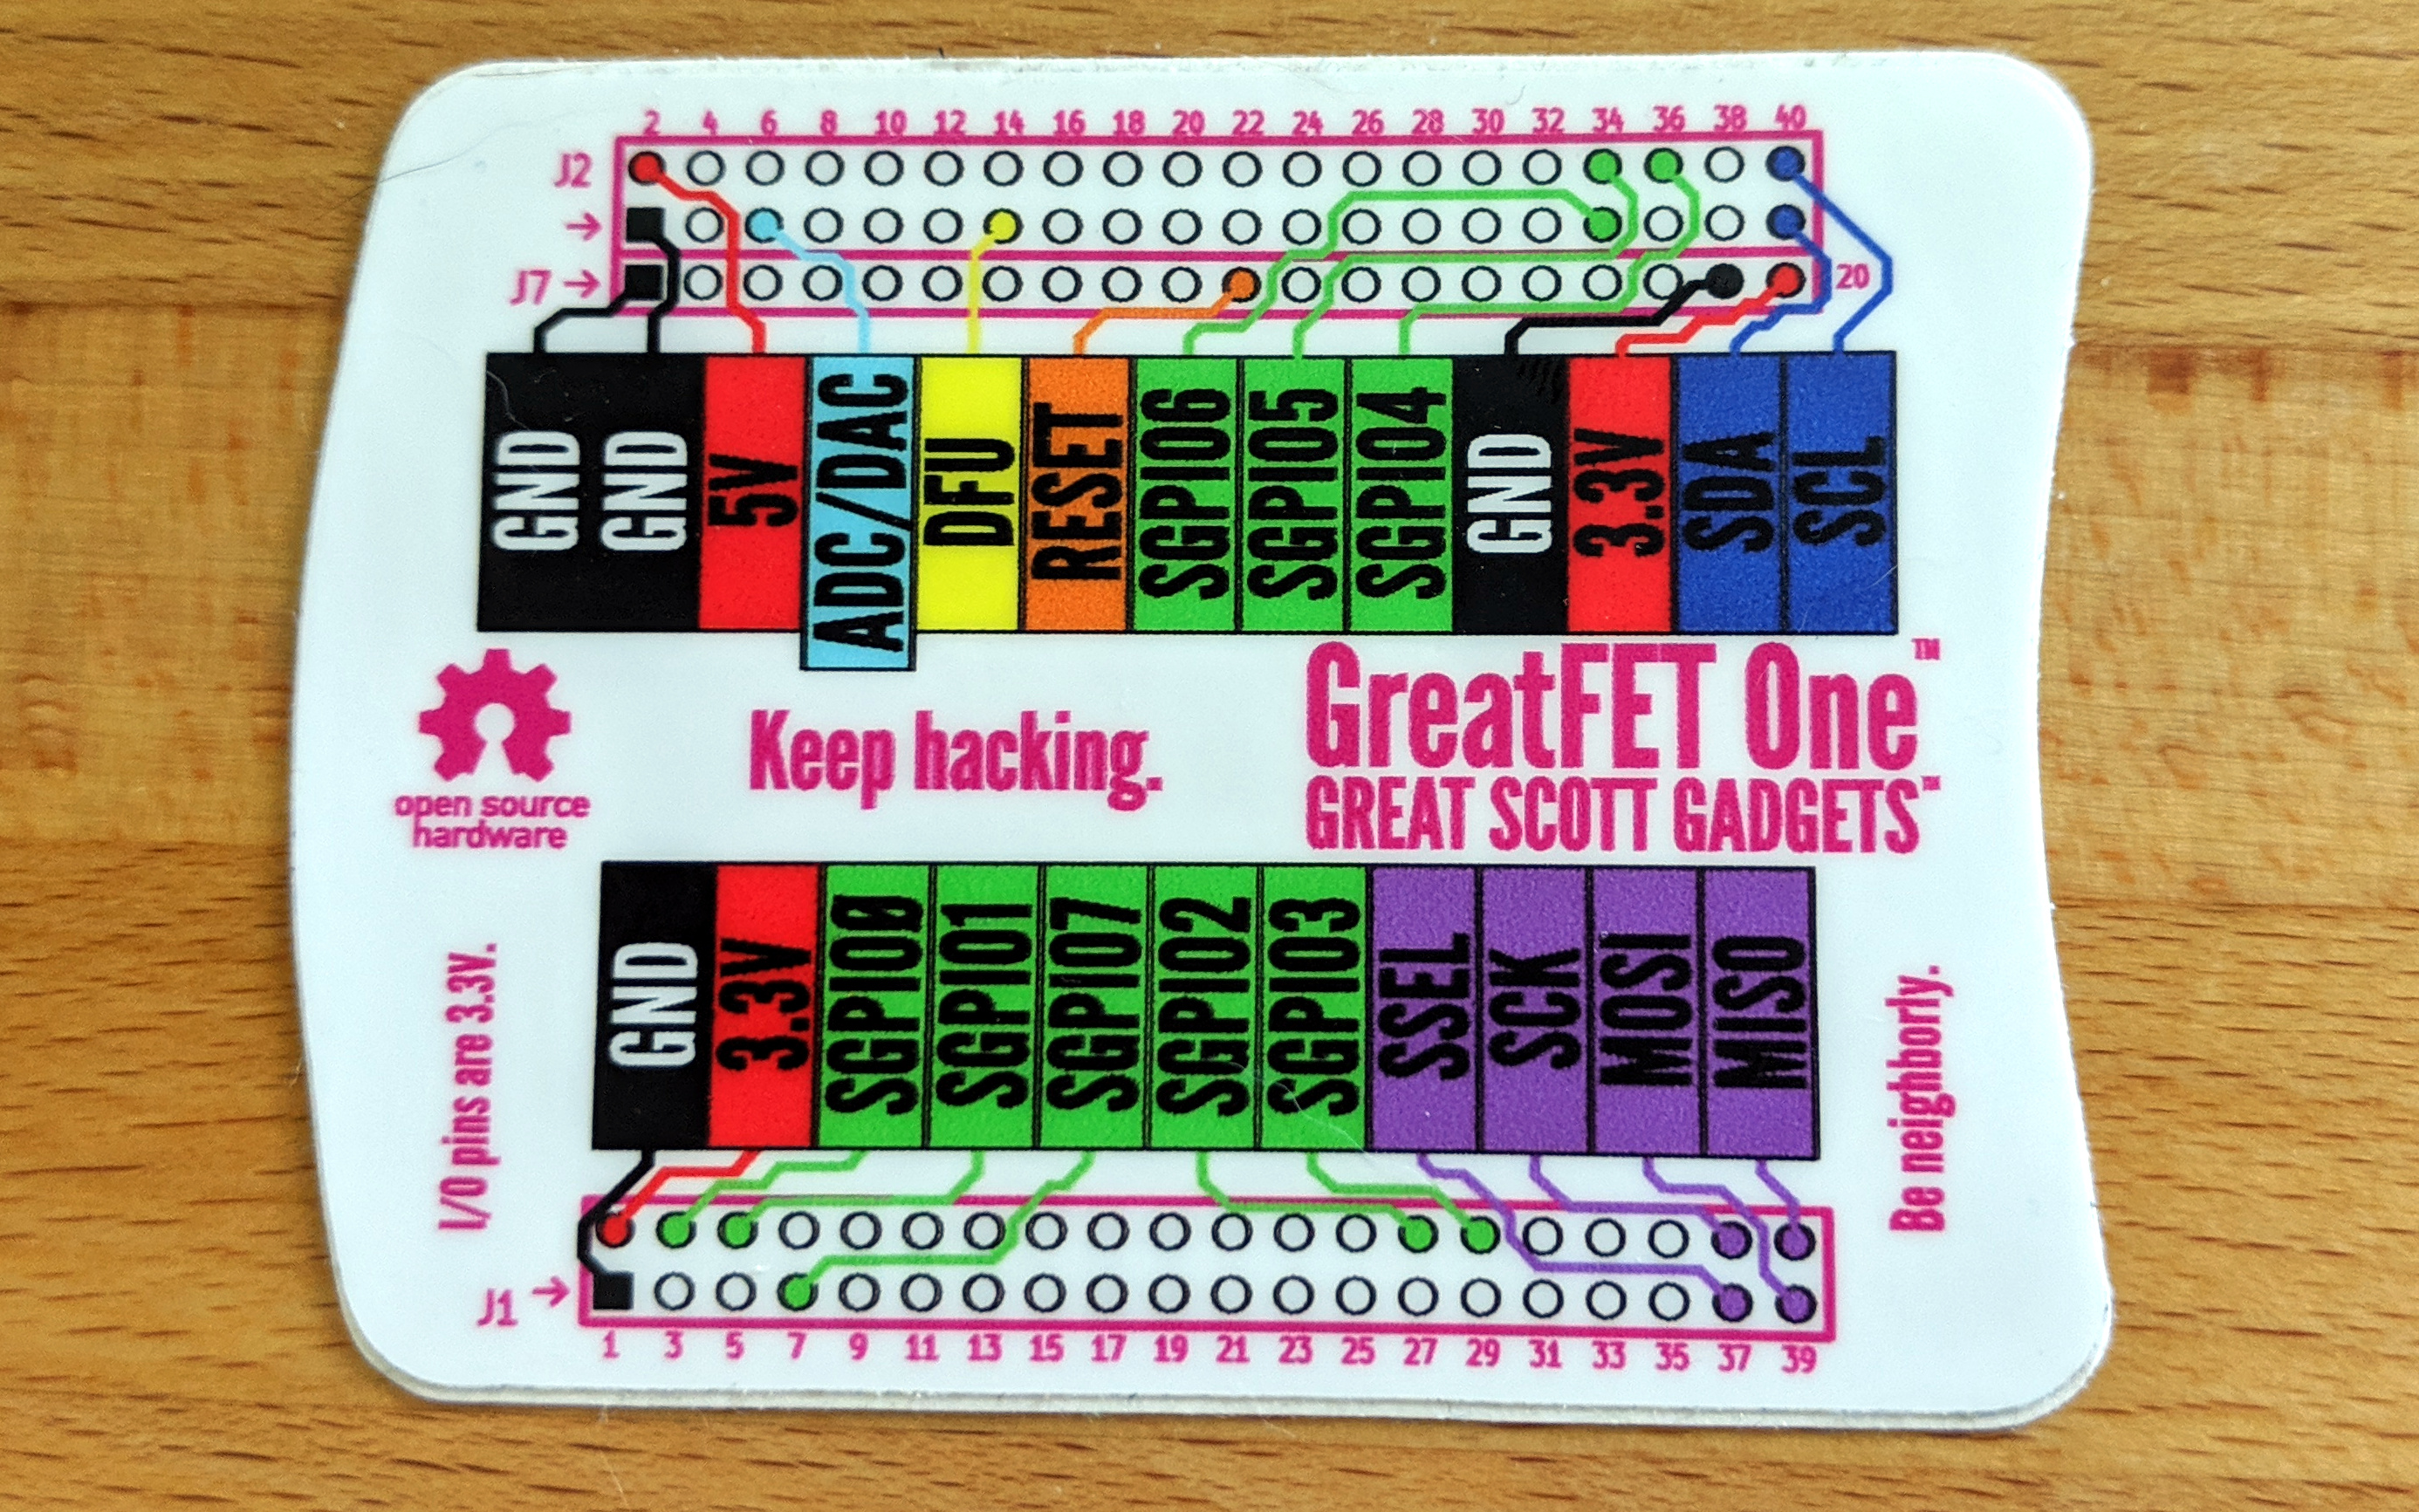 2 4 6 8 10 12 14 16 18 20 22 24 26 28 30 32 34 36 38 40
J2
→
J7 →
20
GND
GND
5V
ADC/DAC
DFU
RESET
SGPIO6
SGPIO5
SGPIO4
GND
3.3V
SDA
SCL
open source
hardware
Keep hacking.
GreatFET One™
GREAT SCOTT GADGETS™
I/O pins are 3.3V.
GND
3.3V
SGPIO0
SGPIO1
SGPIO7
SGPIO2
SGPIO3
SSEL
SCK
MOSI
MISO
Be neighborly.
J1 →
1 3 5 7 9 11 13 15 17 19 21 23 25 27 29 31 33 35 37 39